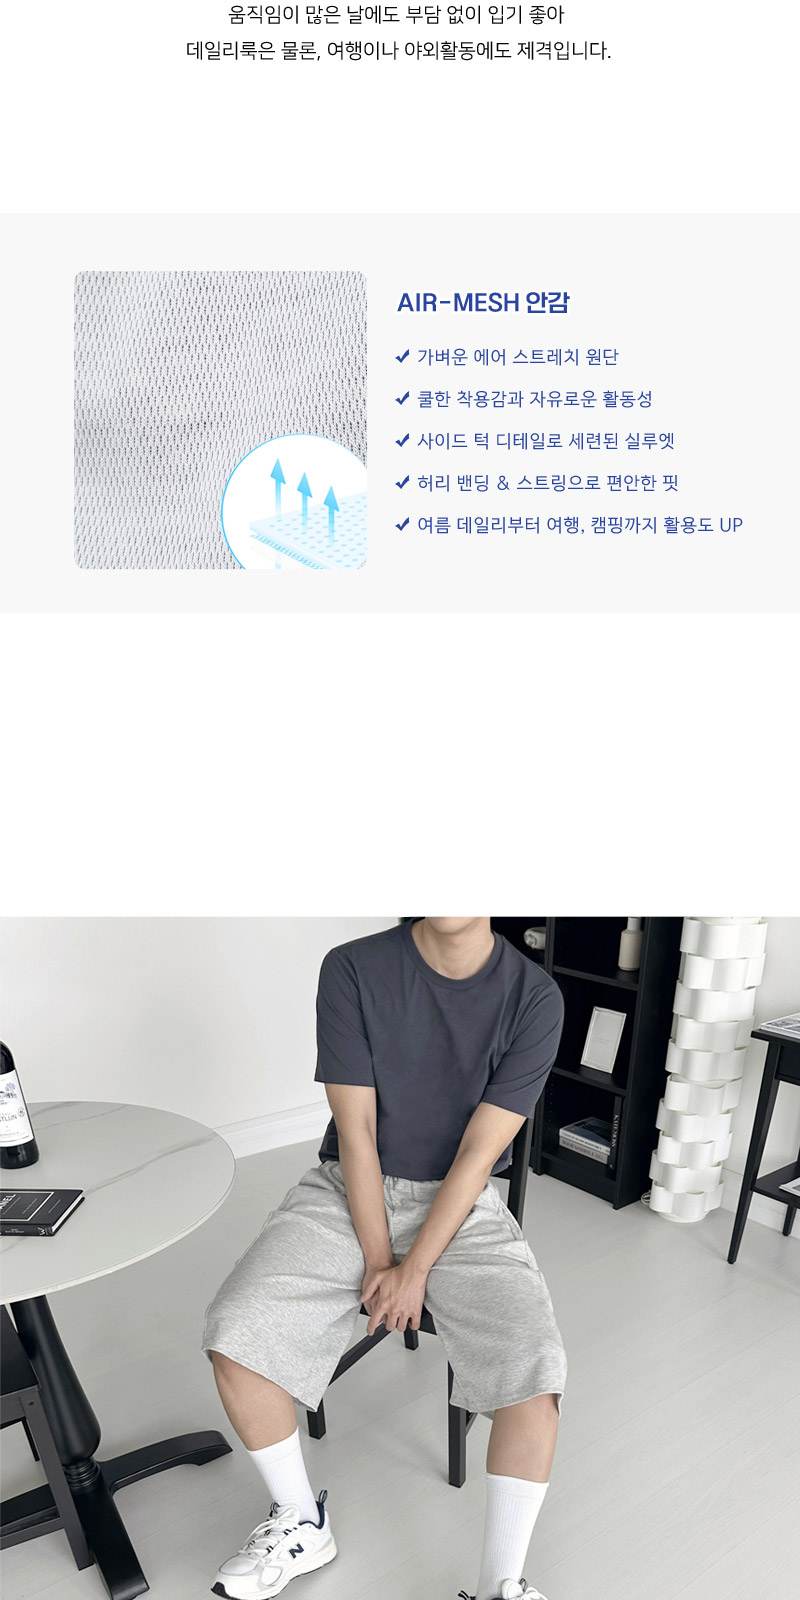 움직임이 많은 날에도 부담 없이 입기 좋아
데일리룩은 물론, 여행이나 야외활동에도 제격입니다.
AIR-MESH 안감
✔ 가벼운 에어 스트레치 원단
✔ 쿨한 착용감과 자유로운 활동성
✔ 사이드 턱 디테일로 세련된 실루엣
✔ 허리 밴딩 & 스트링으로 편안한 핏
✔ 여름 데일리부터 여행, 캠핑까지 활용도 UP
N